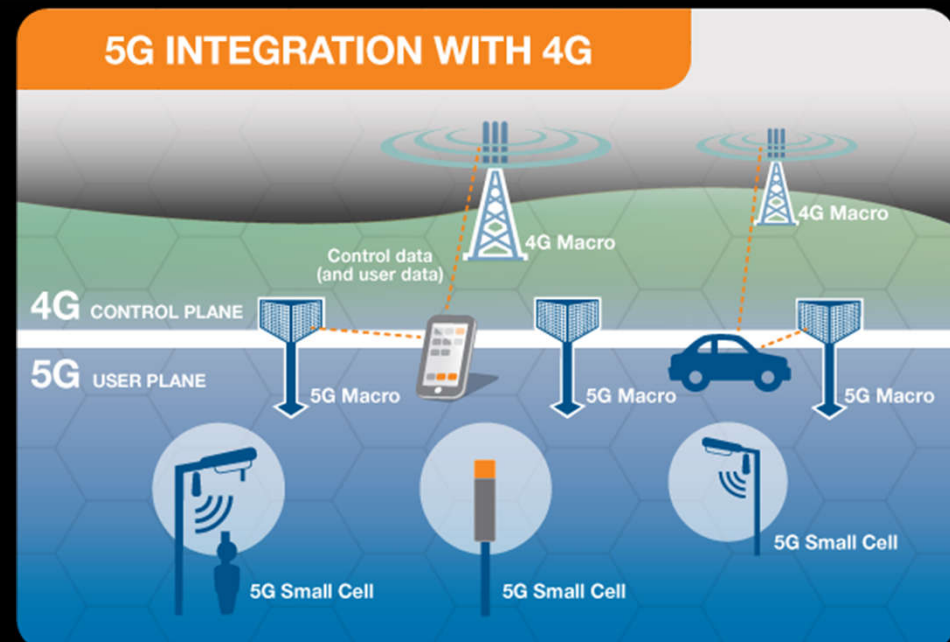 5G INTEGRATION WITH 4G
4G Macro
4G Macro
Control data
(and user data)
4G CONTROL PLANE
5G USER PLANE
5G Macro
5G Macro
5G Macro
5G Small Cell
5G Small Cell
5G Small Cell